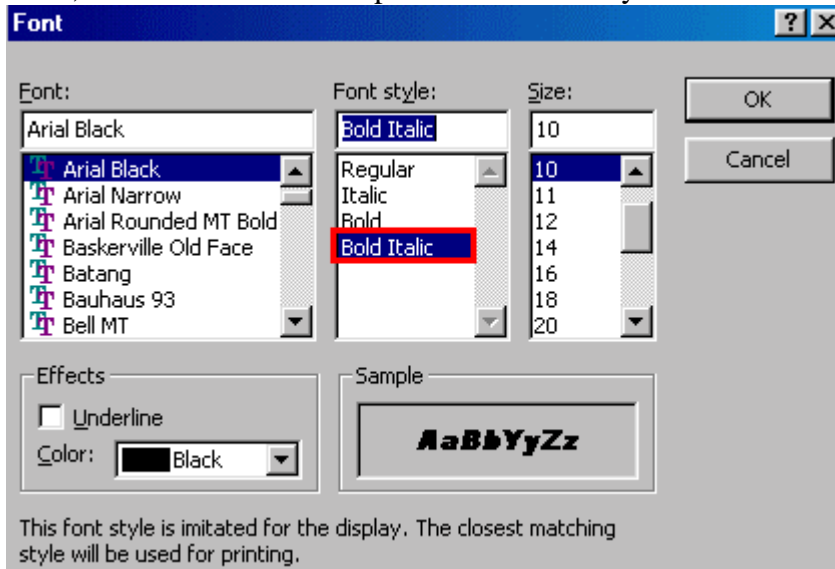 Font
Font: Font style: Size:
Arial Black Bold Italic 10 OK
Arial Black Regular 10 Cancel
Arial Narrow Italic 11
Arial Rounded MT Bold Bold 12
Baskerville Old Face Bold Italic 14
Batang 16
Bauhaus 93 18
Bell MT 20
Effects Sample
Underline
Color: Black AaBbYyZz
This font style is imitated for the display. The closest matching
style will be used for printing.